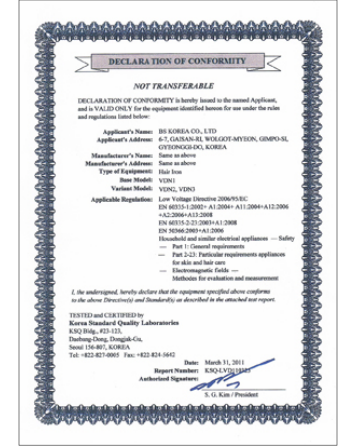 DECLARATION OF CONFORMITY
NOT TRANSFERABLE
DECLARATION OF CONFORMITY is hereby issued to the named Applicant,
and is VALID ONLY for the equipment identified hereon for use under the rules
and regulations listed below:
Applicant's Name: BS KOREA CO., LTD
Applicant's Address: 6-7, GAISAN-RI, WOLGOT-MYEON, GIMPO-SI,
GYEONGGI-DO, KOREA
Manufacturer's Name: Same as above
Manufacturer's Address: Same as above
Type of Equipment: Hair Iron
Base Model: VDN1
Variant Model: VDN2, VDN3
Applicable Regulation: Low Voltage Directive 2006/95/EC
EN 60335-1:2002+ A1:2004+ A11:2004+A12:2006
+A2:2006+A13:2008
EN 60335-2-23:2003+A1:2008
EN 50366:2003+A1:2006
Household and similar electrical appliances — Safety
— Part 1: General requirements
— Part 2-23: Particular requirements appliances
for skin and hair care
— Electromagnetic fields —
Methodes for evaluation and measurement
I, the undersigned, hereby declare that the equipment specified above conforms
to the above Directive(s) and Standard(s) as described in the attached test report.
TESTED and CERTIFIED by
Korea Standard Quality Laboratories
KSQ Bldg., #25-123,
Daebang-Dong, Dongjak-Gu,
Seoul 156-807, KOREA
Tel: +822-827-0005 Fax: +822-824-5642
Date: March 31, 2011
Report Number:
Authorized Signature:
S. G. Kim / President